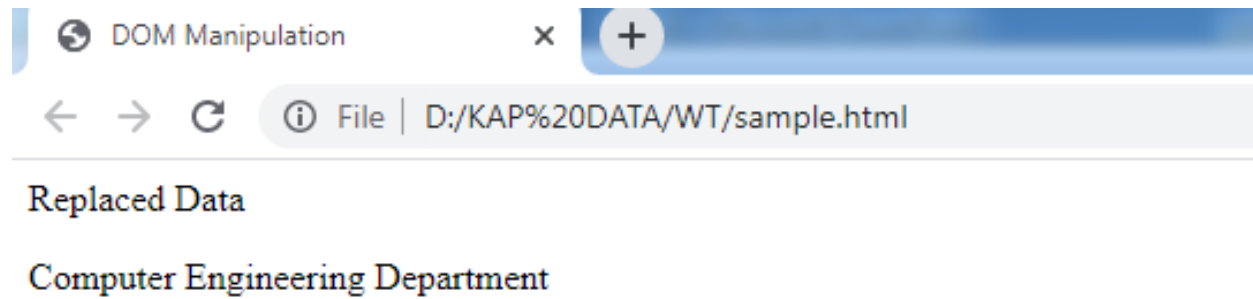 DOM Manipulation
File | D:/KAP%20DATA/WT/sample.html
Replaced Data
Computer Engineering Department